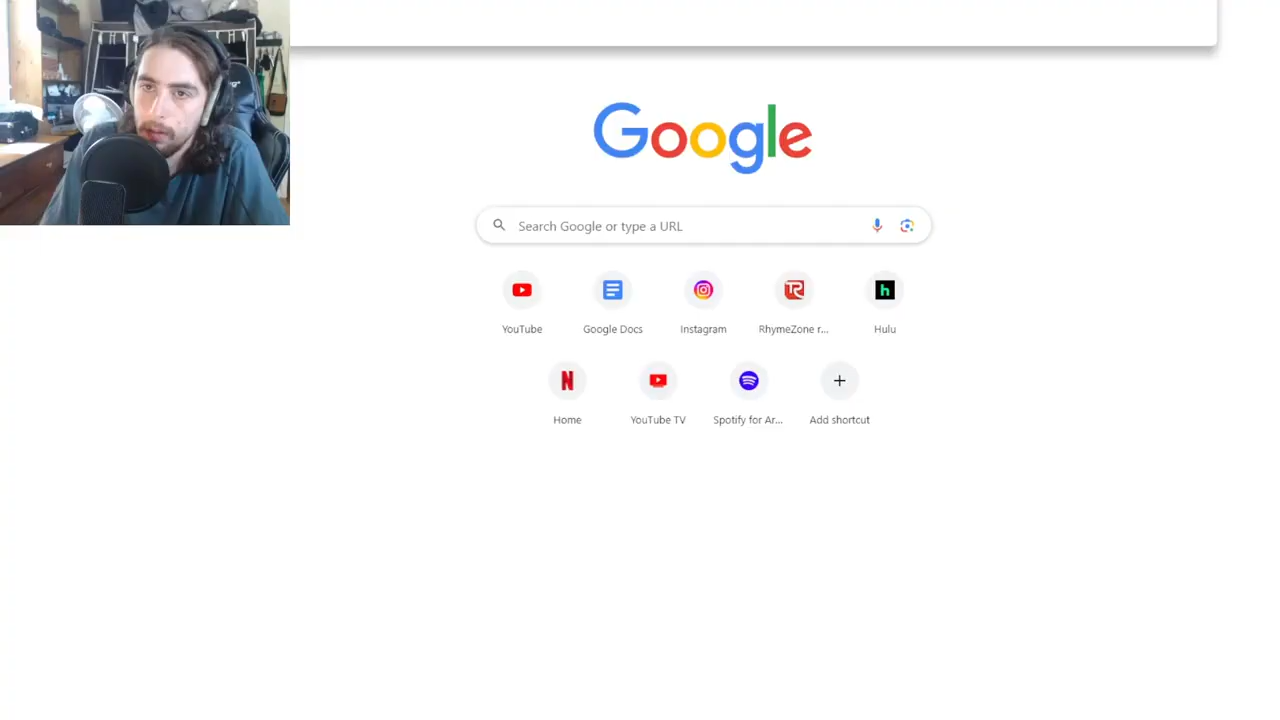 Google
Search Google or type a URL
YouTube
Google Docs
Instagram
RhymeZone r...
Hulu
Home
YouTube TV
Spotify for Ar...
Add shortcut